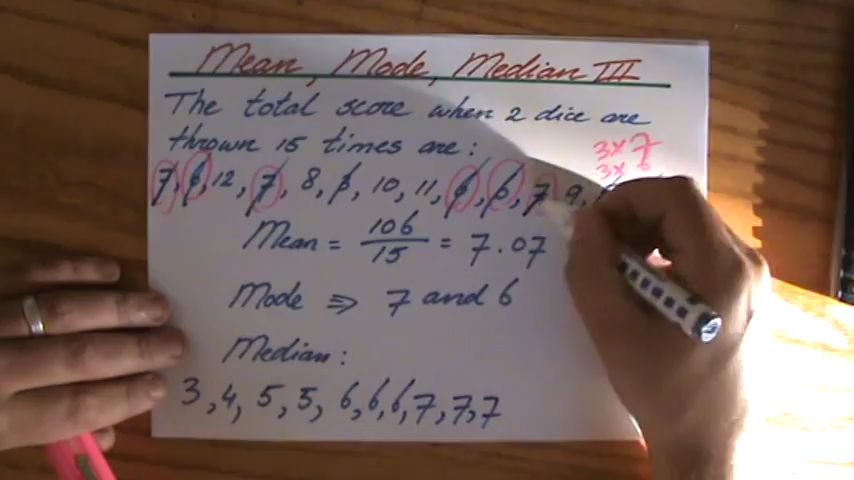 Mean, Mode, Median III
The total score when 2 dice are
thrown 15 times are:
3x7
3x6
7, 6, 12, 7, 8, 3, 10, 11, 6, 6, 7, 9,
Mean = 106/15 = 7.07
Mode ⇒ 7 and 6
Median:
3, 4, 5, 5, 6, 6, 6, 7, 7, 7